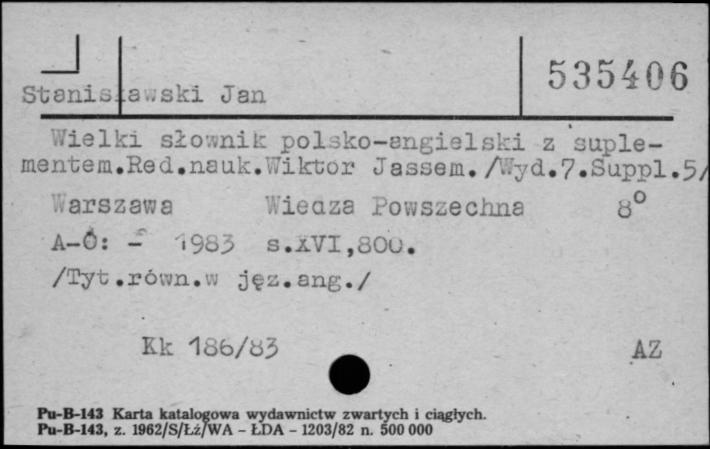 535406
Stanisławski Jan
Wielki słownik polsko-angielski z suple-
mentem.Red.nauk.Wiktor Jassem./Wyd.7.Suppl.5/
Warszawa Wiedza Powszechna 8°
A-Ó: - 1983 s.XVI,800.
/Tyt.równ.w jęz.ang./
Kk 186/83 AZ
Pu-B-143 Karta katalogowa wydawnictw zwartych i ciągłych.
Pu-B-143, z. 1962/S/Łź/WA - ŁDA - 1203/82 n. 500 000